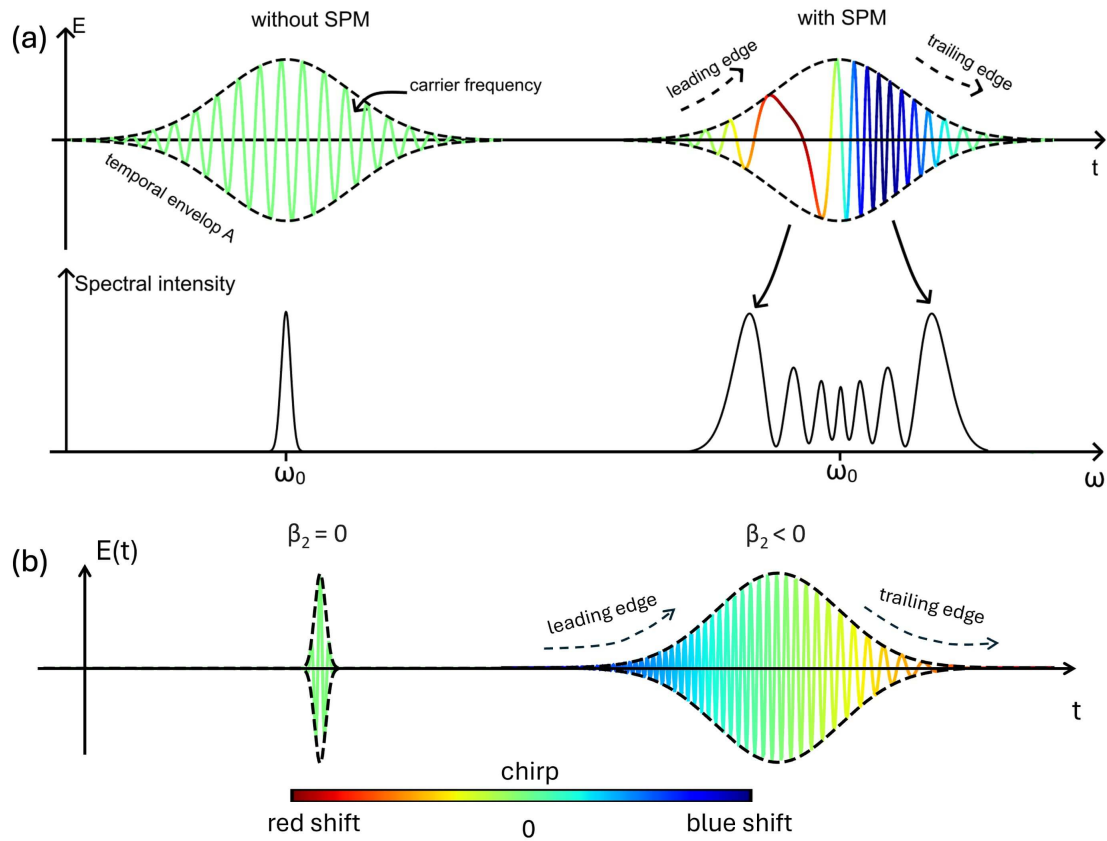 (a)
E
without SPM
with SPM
carrier frequency
leading edge
trailing edge
temporal envelop A
t
Spectral intensity
ω₀
ω₀
ω
(b)
E(t)
β₂ = 0
β₂ < 0
leading edge
trailing edge
t
chirp
red shift
0
blue shift